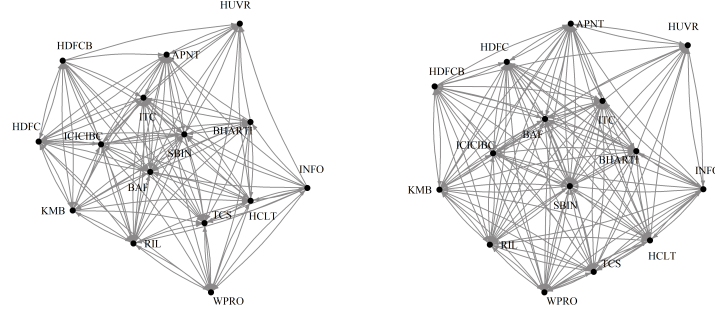 HUVR
APNT
HDFCB
ITC
HDFC
ICICIBC
BHARTI
SBIN
BAF
INFO
KMB
TCS
HCLT
RIL
WPRO
APNT
HUVR
HDFC
HDFCB
ITC
BAF
ICICIBC
BHARTI
INFO
KMB
SBIN
RIL
HCLT
TCS
WPRO